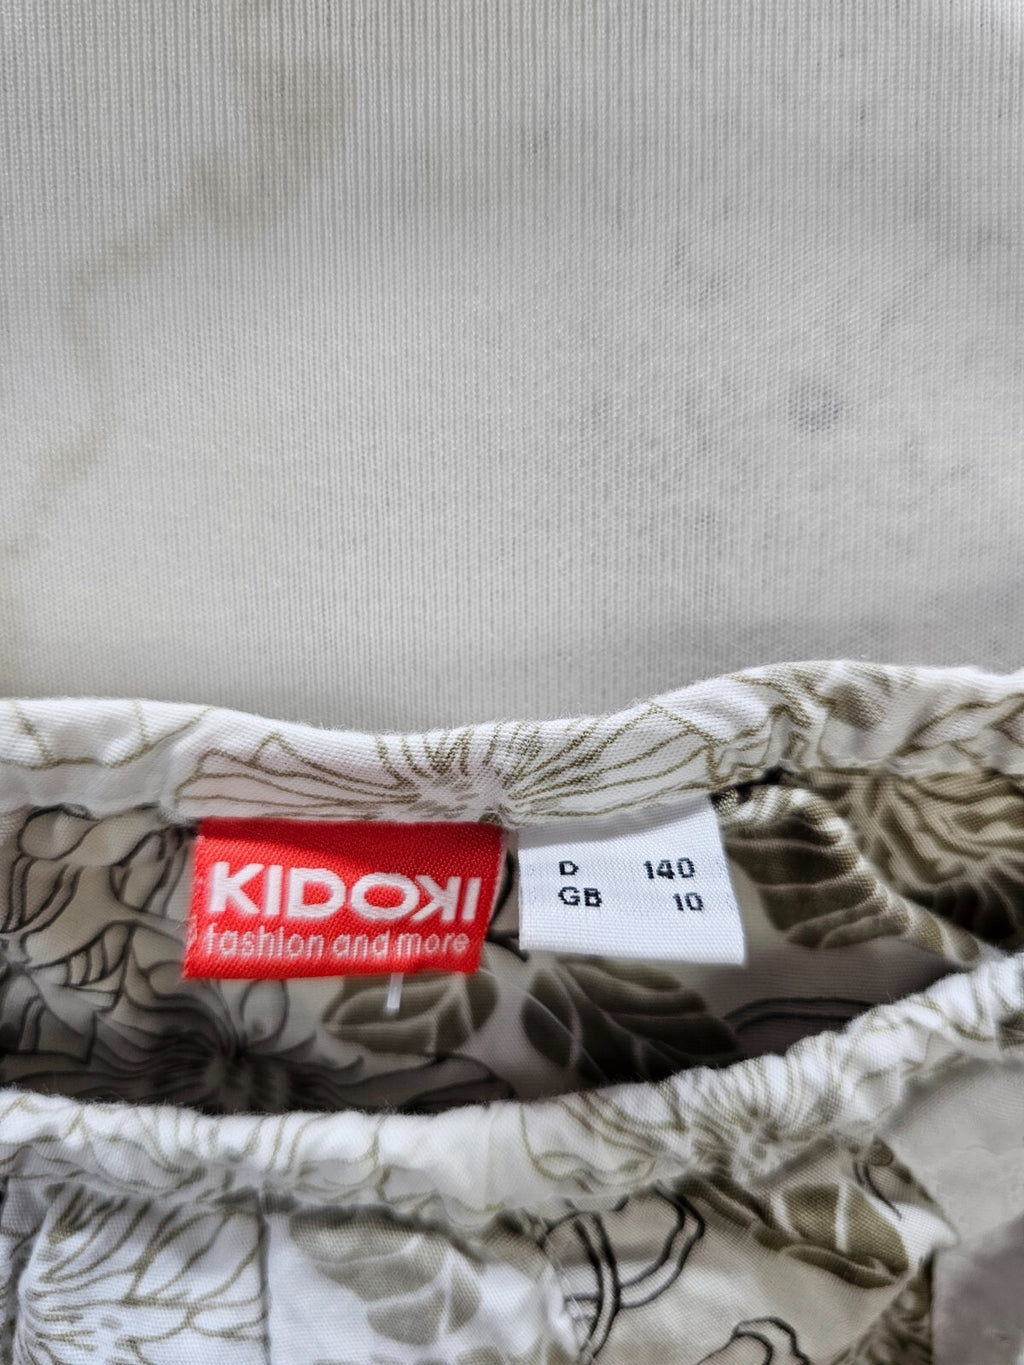 KIDOKI
fashion and more
D 140
GB 10